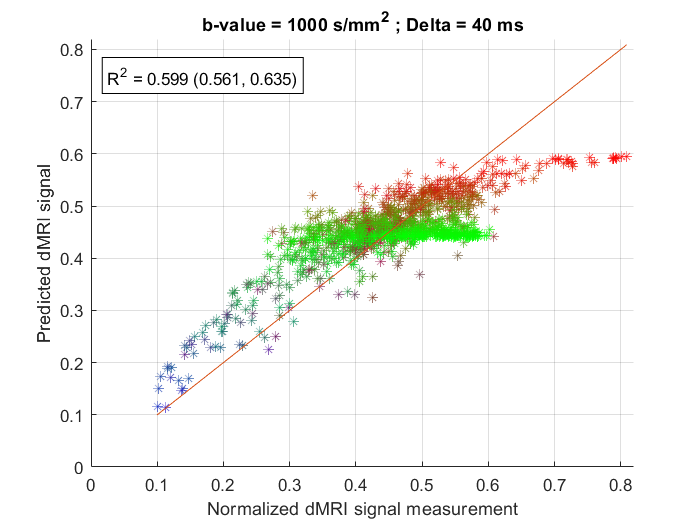 b-value = 1000 s/mm² ; Delta = 40 ms
R² = 0.599 (0.561, 0.635)
Predicted dMRI signal
0.8
0.7
0.6
0.5
0.4
0.3
0.2
0.1
0
0 0.1 0.2 0.3 0.4 0.5 0.6 0.7 0.8
Normalized dMRI signal measurement